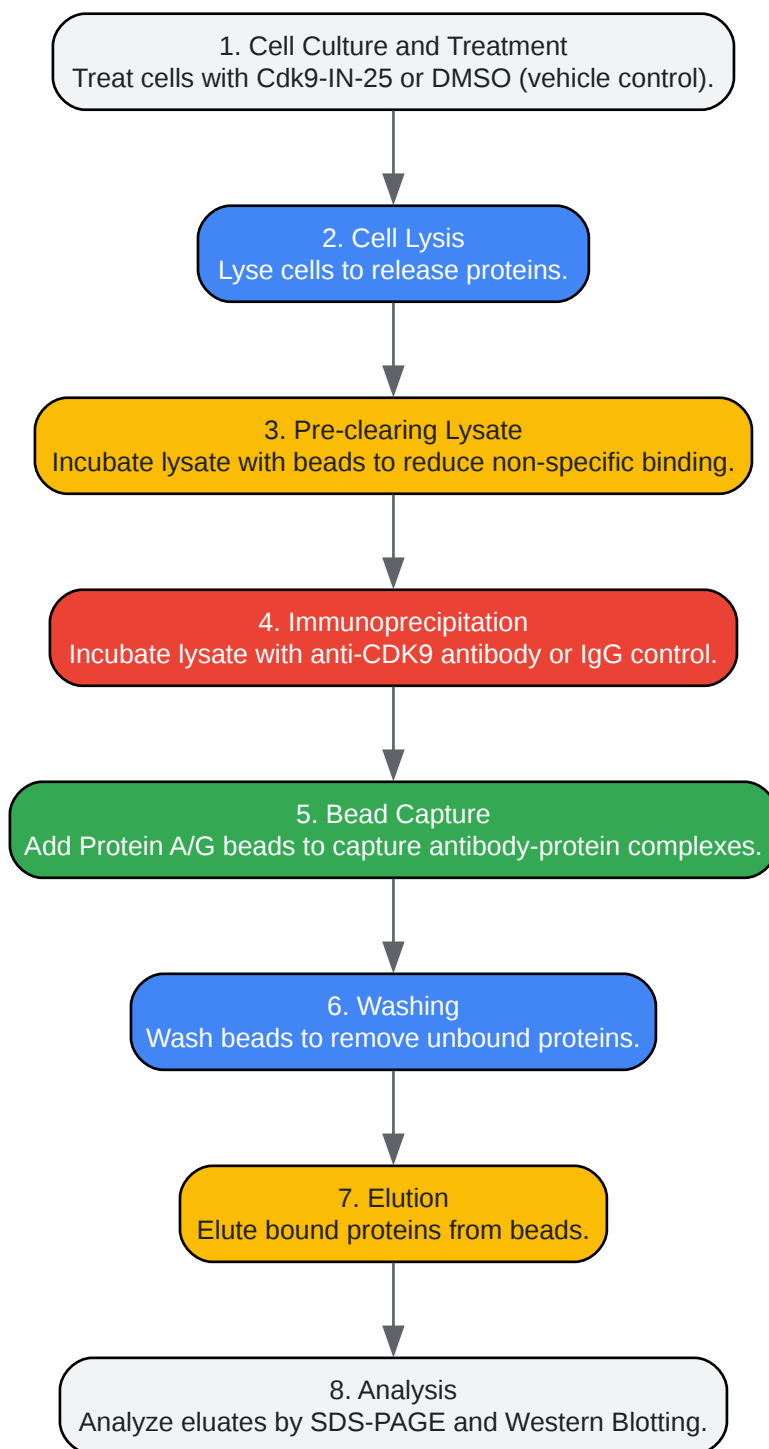 1. Cell Culture and Treatment
Treat cells with Cdk9-IN-25 or DMSO (vehicle control).
2. Cell Lysis
Lyse cells to release proteins.
3. Pre-clearing Lysate
Incubate lysate with beads to reduce non-specific binding.
4. Immunoprecipitation
Incubate lysate with anti-CDK9 antibody or IgG control.
5. Bead Capture
Add Protein A/G beads to capture antibody-protein complexes.
6. Washing
Wash beads to remove unbound proteins.
7. Elution
Elute bound proteins from beads.
8. Analysis
Analyze eluates by SDS-PAGE and Western Blotting.